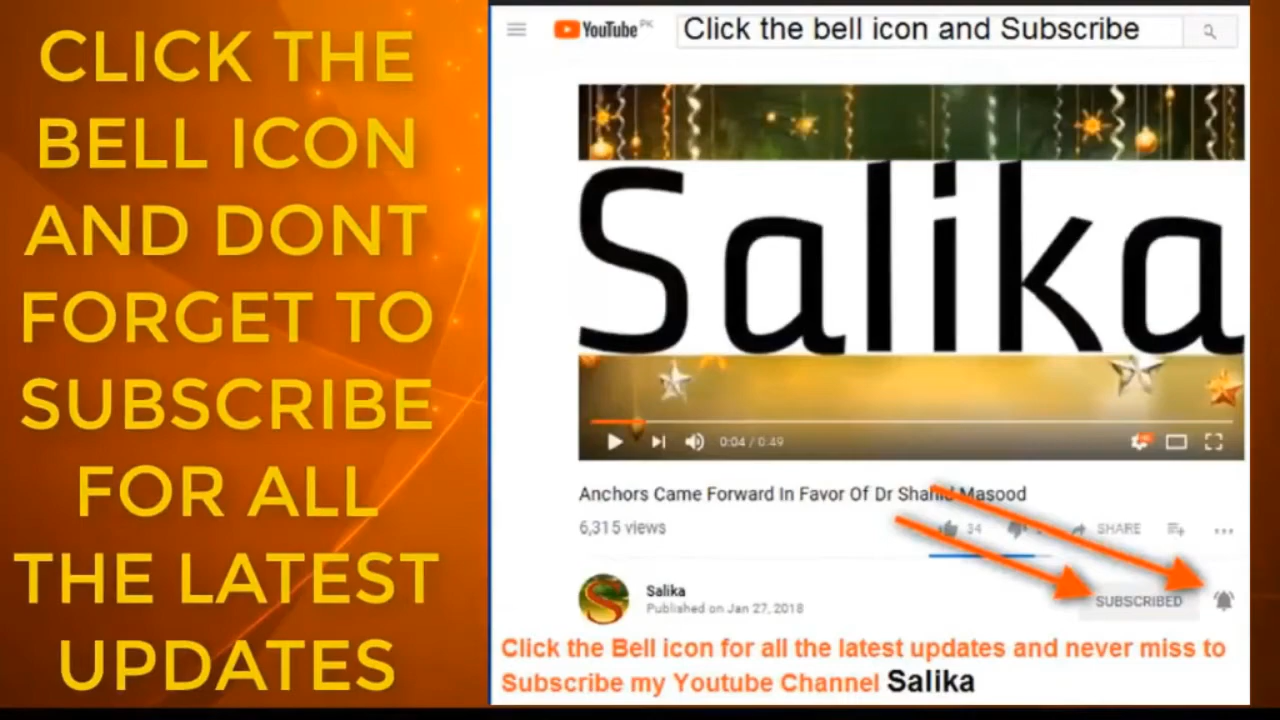 CLICK THE
BELL ICON
AND DONT
FORGET TO
SUBSCRIBE
FOR ALL
THE LATEST
UPDATES
YouTube PK
Click the bell icon and Subscribe
Salika
0:04 / 0:49
Anchors Came Forward In Favor Of Dr Shahid Masood
6,315 views
34
SHARE
Salika
Published on Jan 27, 2018
SUBSCRIBED
Click the Bell icon for all the latest updates and never miss to
Subscribe my Youtube Channel Salika